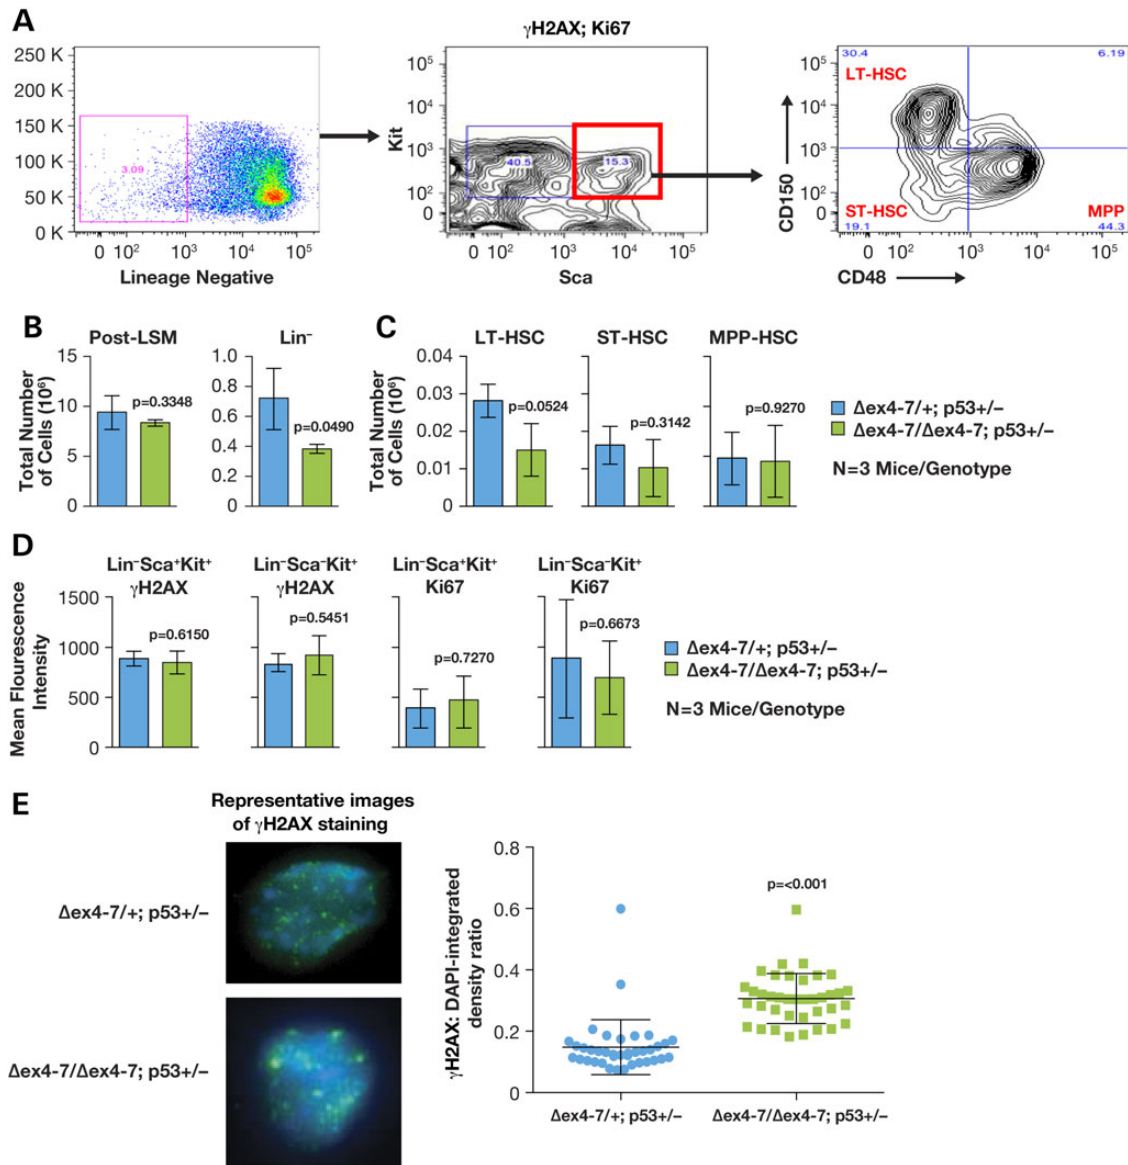 A
γH2AX; Ki67
250 K
200 K
150 K
100 K
50 K
0 K
3.09
0
10²
10³
10⁴
10⁵
Lineage Negative
Kit
10⁵
10⁴
10³
10²
0
40.5
15.3
0
10²
10³
10⁴
10⁵
Sca
CD150
10⁵
10⁴
10³
10²
0
30.4
6.19
LT-HSC
ST-HSC
MPP
19.1
44.3
10²
10³
10⁴
10⁵
CD48
B
Post-LSM
Lin⁻
Total Number
of Cells (10⁶)
15
10
5
0
p=0.3348
1.0
0.8
0.6
0.4
0.2
0
p=0.0490
C
LT-HSC
ST-HSC
MPP-HSC
Total Number
of Cells (10⁶)
0.04
0.03
0.02
0.01
0
p=0.0524
p=0.3142
p=0.9270
Δex4-7/+; p53+/−
Δex4-7/Δex4-7; p53+/−
N=3 Mice/Genotype
D
Lin⁻Sca⁺Kit⁺
γH2AX
Lin⁻Sca⁻Kit⁺
γH2AX
Lin⁻Sca⁺Kit⁺
Ki67
Lin⁻Sca⁻Kit⁺
Ki67
Mean Flourescence
Intensity
1500
1000
500
0
p=0.6150
p=0.5451
p=0.7270
p=0.6673
Δex4-7/+; p53+/−
Δex4-7/Δex4-7; p53+/−
N=3 Mice/Genotype
E
Representative images
of γH2AX staining
Δex4-7/+; p53+/−
Δex4-7/Δex4-7; p53+/−
γH2AX: DAPI-integrated
density ratio
0.8
0.6
0.4
0.2
0
p=<0.001
Δex4-7/+; p53+/−
Δex4-7/Δex4-7; p53+/−